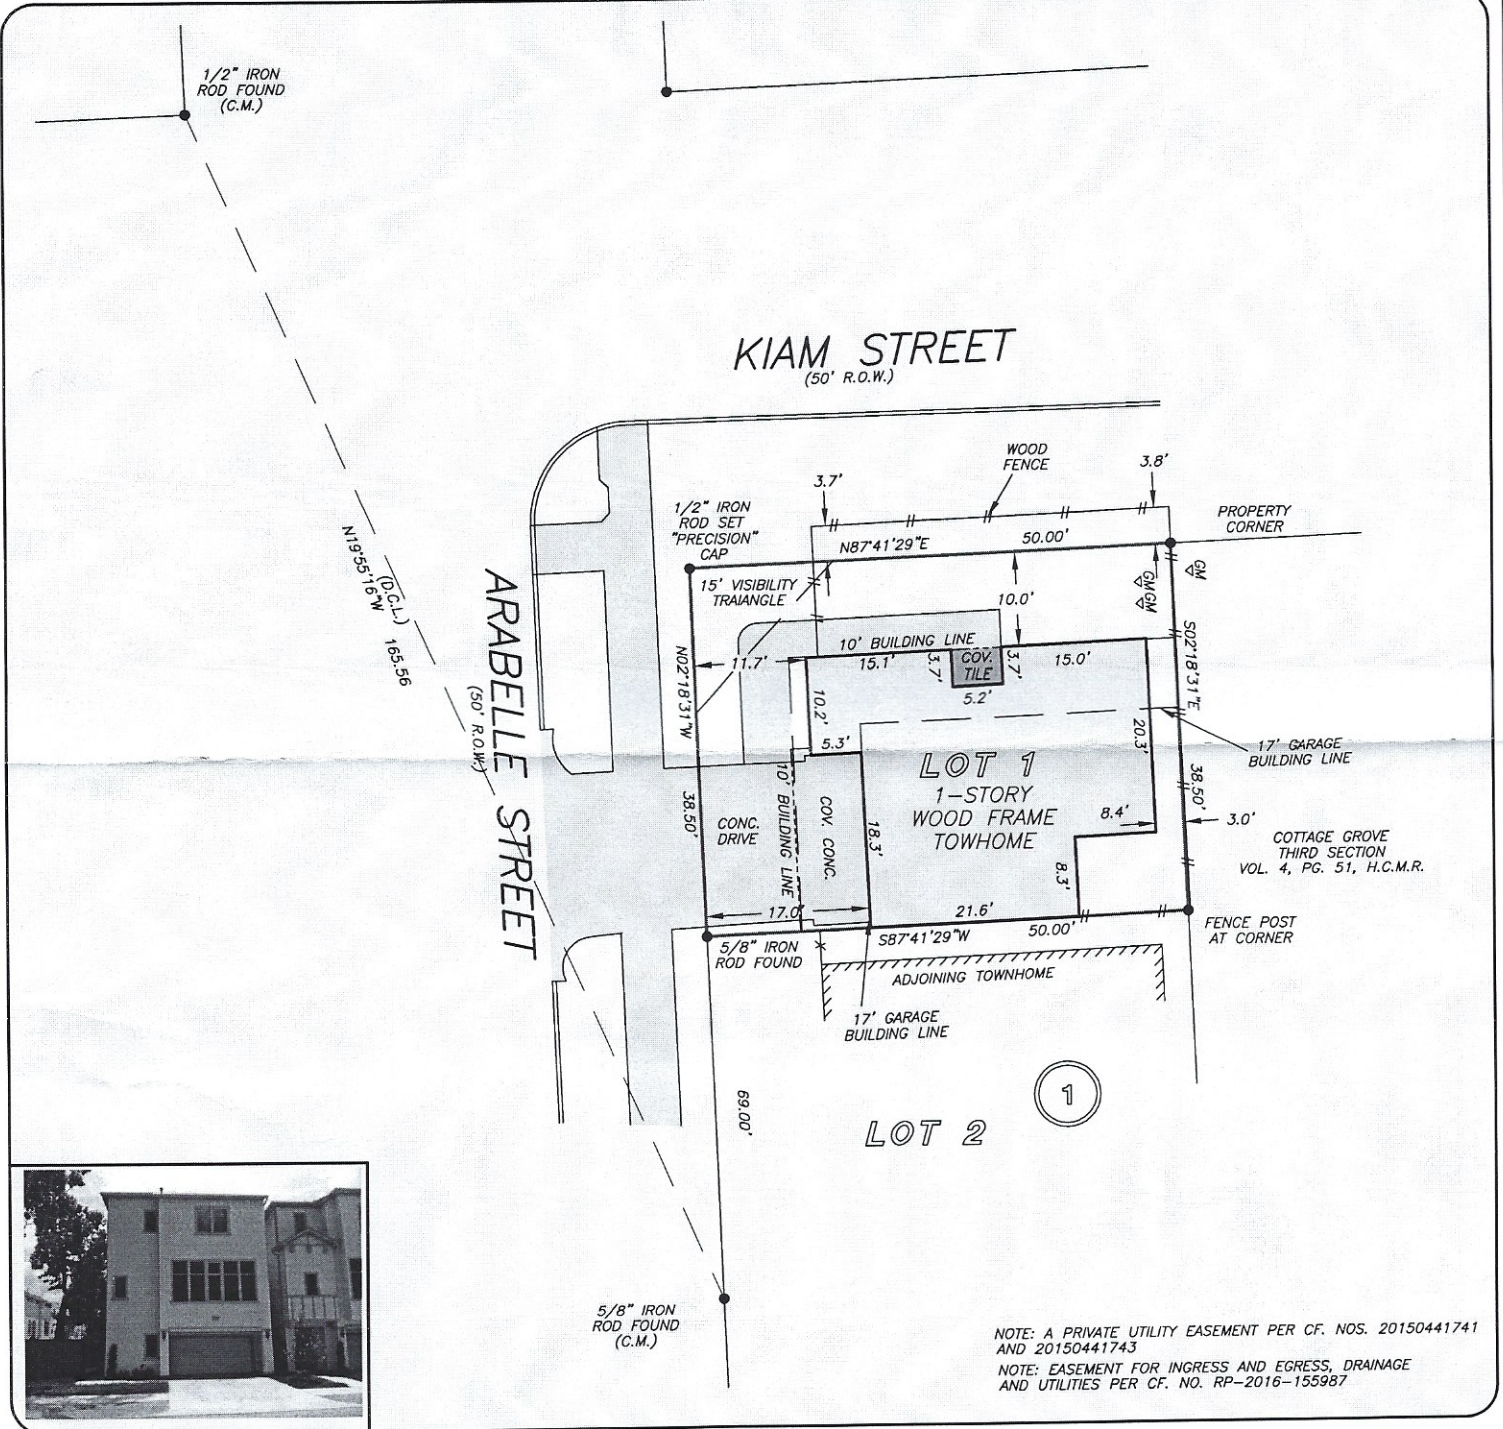 1/2" IRON
ROD FOUND
(C.M.)
KIAM STREET
(50' R.O.W.)
WOOD
FENCE
3.7'
3.8'
1/2" IRON
ROD SET
"PRECISION"
CAP
PROPERTY
CORNER
N87°41'29"E
50.00'
15' VISIBILITY
TRAIANGLE
GM
GM
GM
10.0'
N19°55'16"W
(D.C.L.)
165.56
ARABELLE STREET
(50' R.O.W.)
N02°18'31"W
38.50'
11.7'
10' BUILDING LINE
15.1'
3.7'
COV.
TILE
3.7'
15.0'
5.2'
S02°18'31"E
38.50'
10.2'
5.3'
20.3'
17' GARAGE
BUILDING LINE
LOT 1
1-STORY
WOOD FRAME
TOWNHOME
CONC.
DRIVE
10' BUILDING LINE
COV. CONC.
18.3'
8.4'
8.3'
3.0'
COTTAGE GROVE
THIRD SECTION
VOL. 4, PG. 51, H.C.M.R.
17.0'
21.6'
S87°41'29"W
50.00'
FENCE POST
AT CORNER
5/8" IRON
ROD FOUND
ADJOINING TOWNHOME
17' GARAGE
BUILDING LINE
1
LOT 2
69.00'
5/8" IRON
ROD FOUND
(C.M.)
NOTE: A PRIVATE UTILITY EASEMENT PER CF. NOS. 20150441741
AND 20150441743
NOTE: EASEMENT FOR INGRESS AND EGRESS, DRAINAGE
AND UTILITIES PER CF. NO. RP-2016-155987